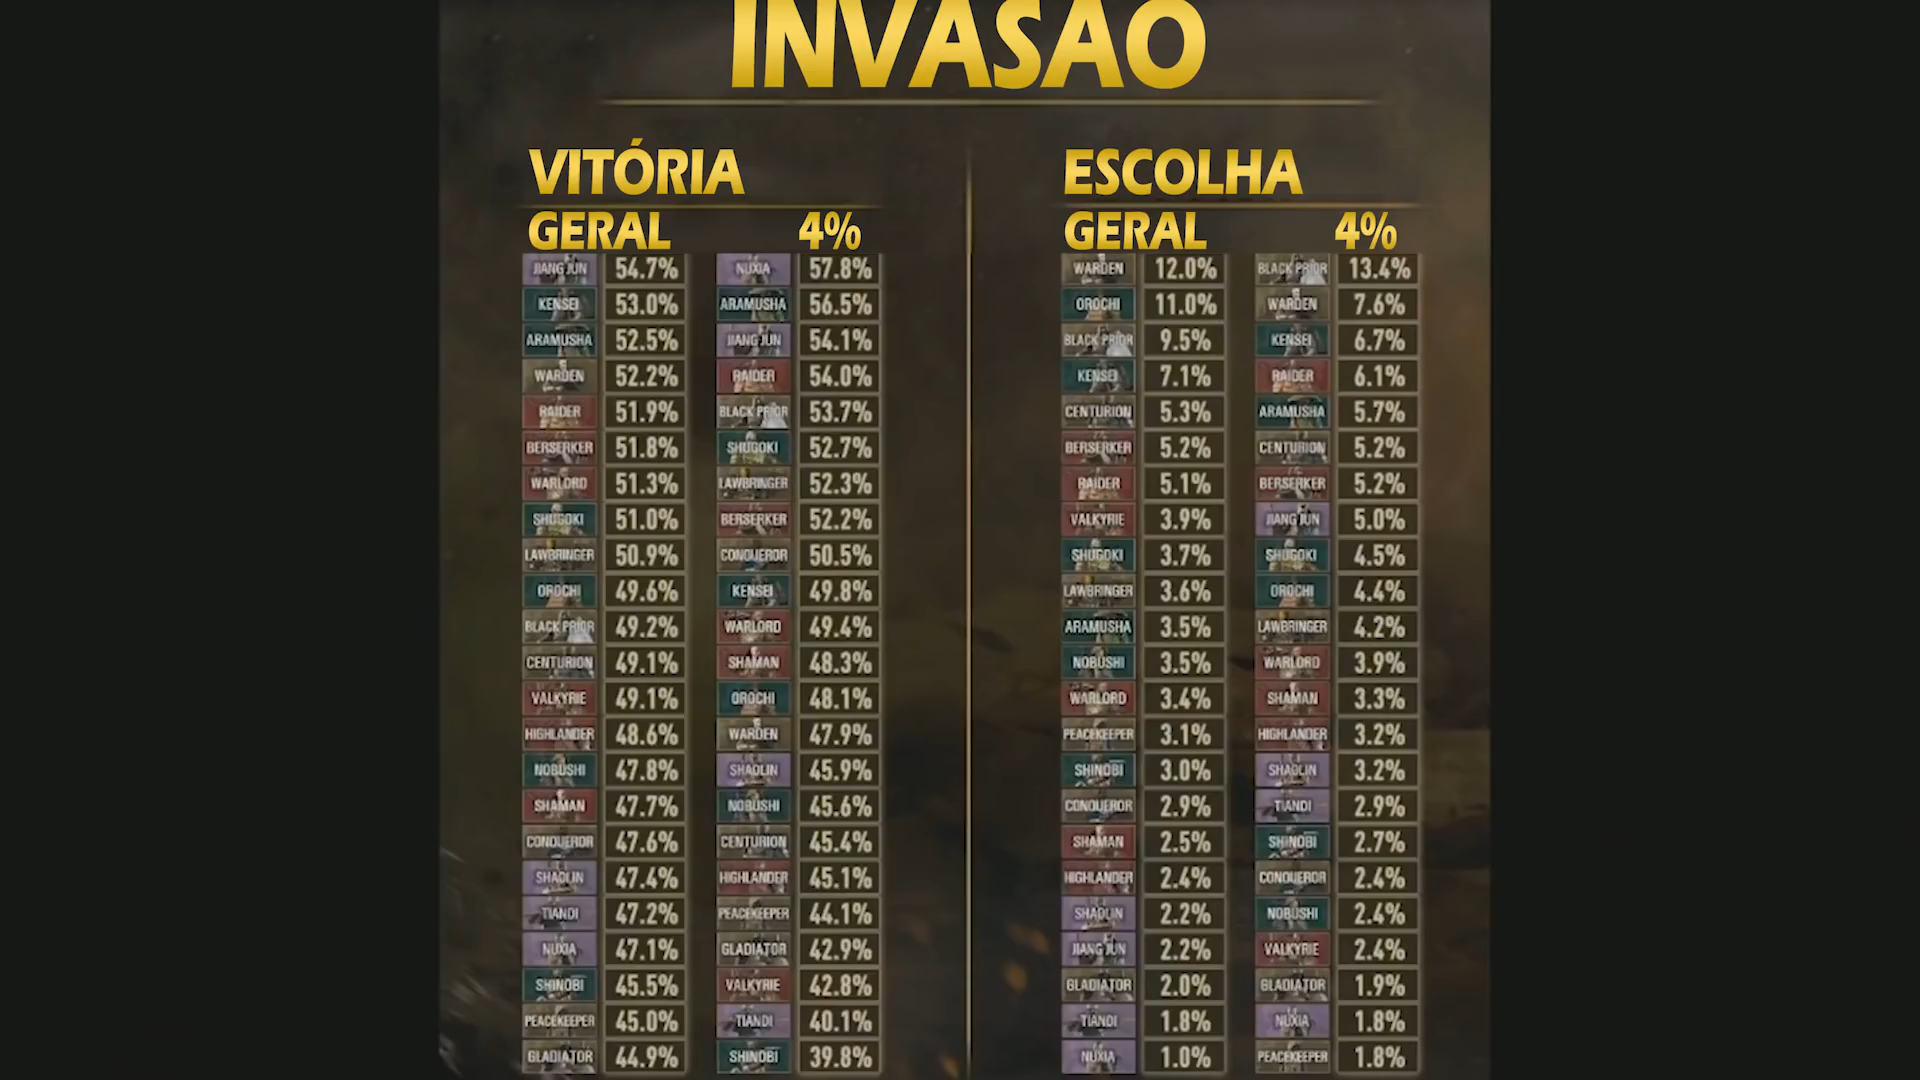 INVASÃO
VITÓRIA
GERAL 4%
JIANG JUN 54.7% NUXIA 57.8%
KENSEI 53.0% ARAMUSHA 56.5%
ARAMUSHA 52.5% JIANG JUN 54.1%
WARDEN 52.2% RAIDER 54.0%
RAIDER 51.9% BLACK PRIOR 53.7%
BERSERKER 51.8% SHUGOKI 52.7%
WARLORD 51.3% LAWBRINGER 52.3%
SHUGOKI 51.0% BERSERKER 52.2%
LAWBRINGER 50.9% CONQUEROR 50.5%
OROCHI 49.6% KENSEI 49.8%
BLACK PRIOR 49.2% WARLORD 49.4%
CENTURION 49.1% SHAMAN 48.3%
VALKYRIE 49.1% OROCHI 48.1%
HIGHLANDER 48.6% WARDEN 47.9%
NOBUSHI 47.8% SHAOLIN 45.9%
SHAMAN 47.7% NOBUSHI 45.6%
CONQUEROR 47.6% CENTURION 45.4%
SHAOLIN 47.4% HIGHLANDER 45.1%
TIANDI 47.2% PEACEKEEPER 44.1%
NUXIA 47.1% GLADIATOR 42.9%
SHINOBI 45.5% VALKYRIE 42.8%
PEACEKEEPER 45.0% TIANDI 40.1%
GLADIATOR 44.9% SHINOBI 39.8%
ESCOLHA
GERAL 4%
WARDEN 12.0% BLACK PRIOR 13.4%
OROCHI 11.0% WARDEN 7.6%
BLACK PRIOR 9.5% KENSEI 6.7%
KENSEI 7.1% RAIDER 6.1%
CENTURION 5.3% ARAMUSHA 5.7%
BERSERKER 5.2% CENTURION 5.2%
RAIDER 5.1% BERSERKER 5.2%
VALKYRIE 3.9% JIANG JUN 5.0%
SHUGOKI 3.7% SHUGOKI 4.5%
LAWBRINGER 3.6% OROCHI 4.4%
ARAMUSHA 3.5% LAWBRINGER 4.2%
NOBUSHI 3.5% WARLORD 3.9%
WARLORD 3.4% SHAMAN 3.3%
PEACEKEEPER 3.1% HIGHLANDER 3.2%
SHINOBI 3.0% SHAOLIN 3.2%
CONQUEROR 2.9% TIANDI 2.9%
SHAMAN 2.5% SHINOBI 2.7%
HIGHLANDER 2.4% CONQUEROR 2.4%
SHAOLIN 2.2% NOBUSHI 2.4%
JIANG JUN 2.2% VALKYRIE 2.4%
GLADIATOR 2.0% GLADIATOR 1.9%
TIANDI 1.8% NUXIA 1.8%
NUXIA 1.0% PEACEKEEPER 1.8%